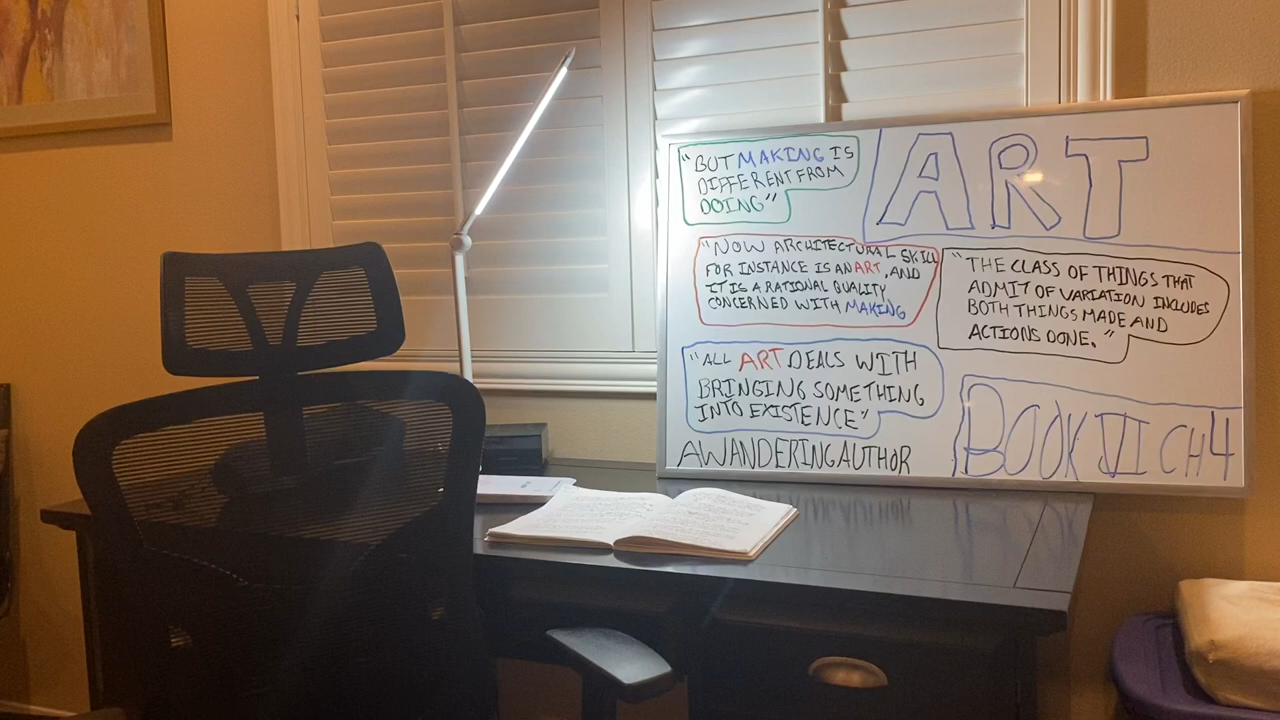 ART
"BUT MAKING IS
DIFFERENT FROM
DOING"
"NOW ARCHITECTURAL SKILL
FOR INSTANCE IS AN ART, AND
IT IS A RATIONAL QUALITY
CONCERNED WITH MAKING
"THE CLASS OF THINGS THAT
ADMIT OF VARIATION INCLUDES
BOTH THINGS MADE AND
ACTIONS DONE."
"ALL ART DEALS WITH
BRINGING SOMETHING
INTO EXISTENCE"
AWANDERINGAUTHOR
BOOK VI CH4